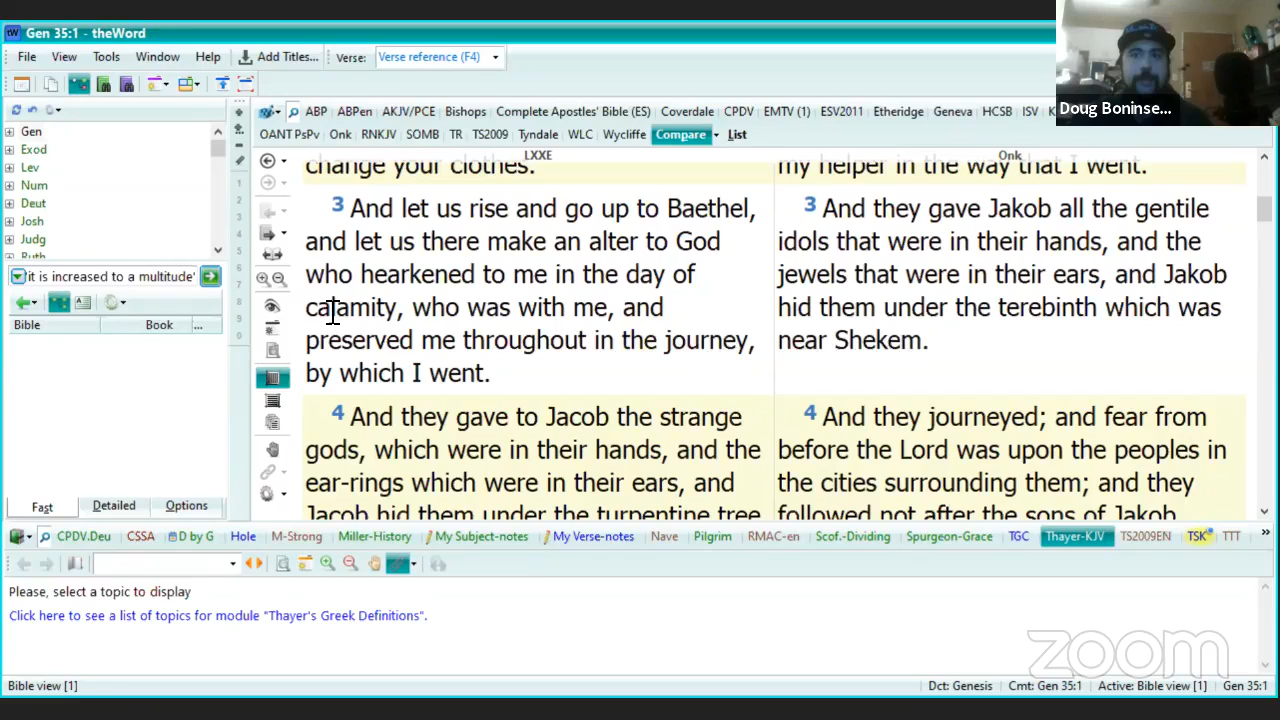 Gen 35:1 - theWord
File View Tools Window Help Add Titles... Verse: Verse reference (F4)
Doug Boninse...
ABP ABPen AKJV/PCE Bishops Complete Apostles' Bible (ES) Coverdale CPDV EMTV (1) ESV2011 Etheridge Geneva HCSB ISV
OANT PsPv Onk RNKJV SOMB TR TS2009 Tyndale WLC Wycliffe Compare List
Gen
Exod
Lev
Num
Deut
Josh
Judg
Ruth
it is increased to a multitude'
Bible Book ...
Fast Detailed Options
LXXE
change your clothes.
3 And let us rise and go up to Baethel,
and let us there make an alter to God
who hearkened to me in the day of
calamity, who was with me, and
preserved me throughout in the journey,
by which I went.
4 And they gave to Jacob the strange
gods, which were in their hands, and the
ear-rings which were in their ears, and
Jacob hid them under the turpentine tree
Onk
my helper in the way that I went.
3 And they gave Jakob all the gentile
idols that were in their hands, and the
jewels that were in their ears, and Jakob
hid them under the terebinth which was
near Shekem.
4 And they journeyed; and fear from
before the Lord was upon the peoples in
the cities surrounding them; and they
followed not after the sons of Jakob
CPDV.Deu CSSA D by G Hole M-Strong Miller-History My Subject-notes My Verse-notes Nave Pilgrim RMAC-en Scof.-Dividing Spurgeon-Grace TGC Thayer-KJV TS2009EN TSK TTT
Please, select a topic to display
Click here to see a list of topics for module "Thayer's Greek Definitions".
zoom
Bible view [1] Dct: Genesis Cmt: Gen 35:1 Active: Bible view [1] Gen 35:1